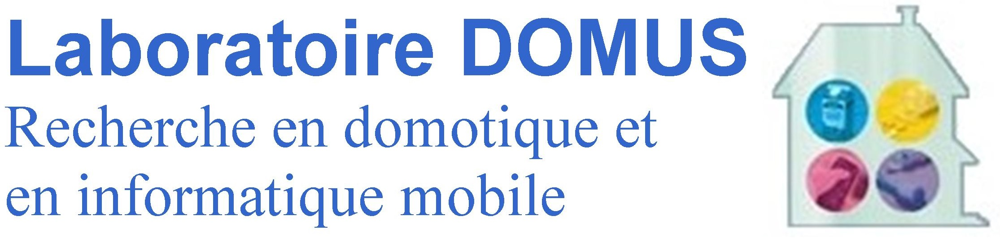 Laboratoire DOMUS
Recherche en domotique et
en informatique mobile